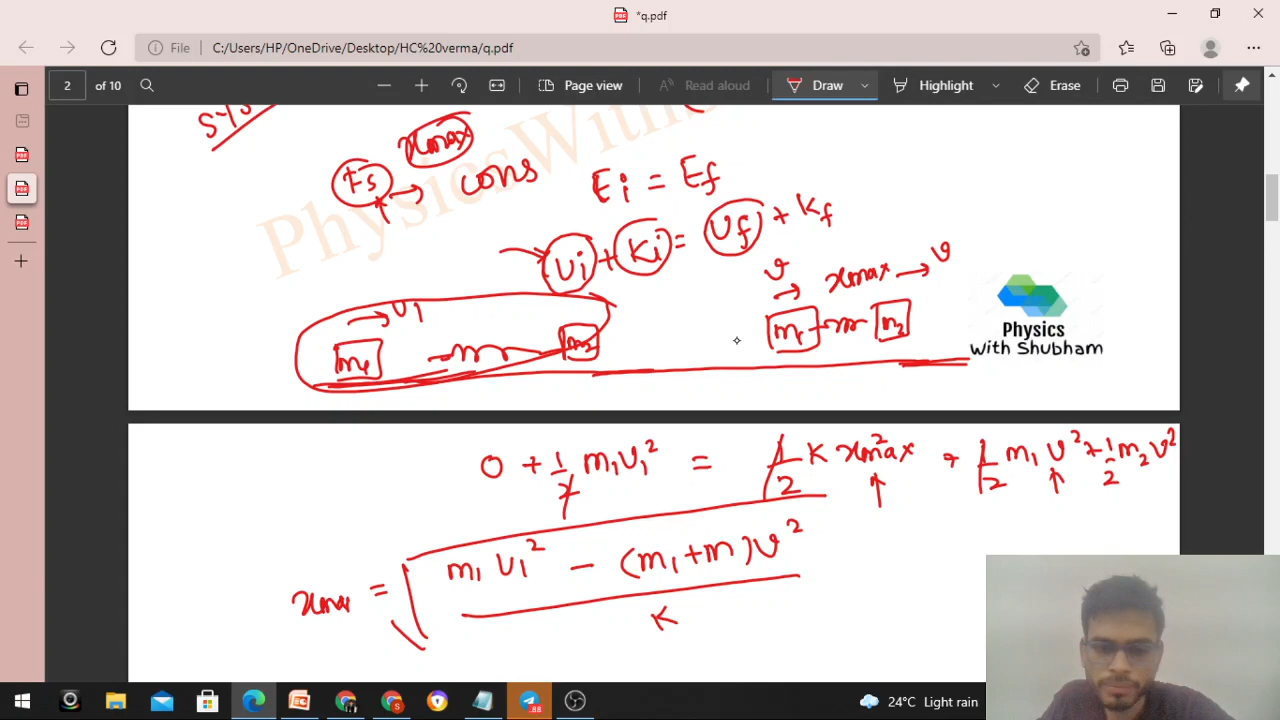 *q.pdf
File C:/Users/HP/OneDrive/Desktop/HC%20verma/q.pdf
2 of 10 Page view Read aloud Draw Highlight Erase
sys
xmax
Fs → cons Ei = Ef
Ui + Ki = Uf + Kf
v xmax → v
→ v1
m1 m2 m1 m2
Physics
With Shubham
PhysicsWith
0 + 1/2 m1v1² = 1/2 K xmax² + 1/2 m1 v² + 1/2 m2 v²
xmax = √ m1 v1² − (m1+m)v² / K
88
24°C Light rain